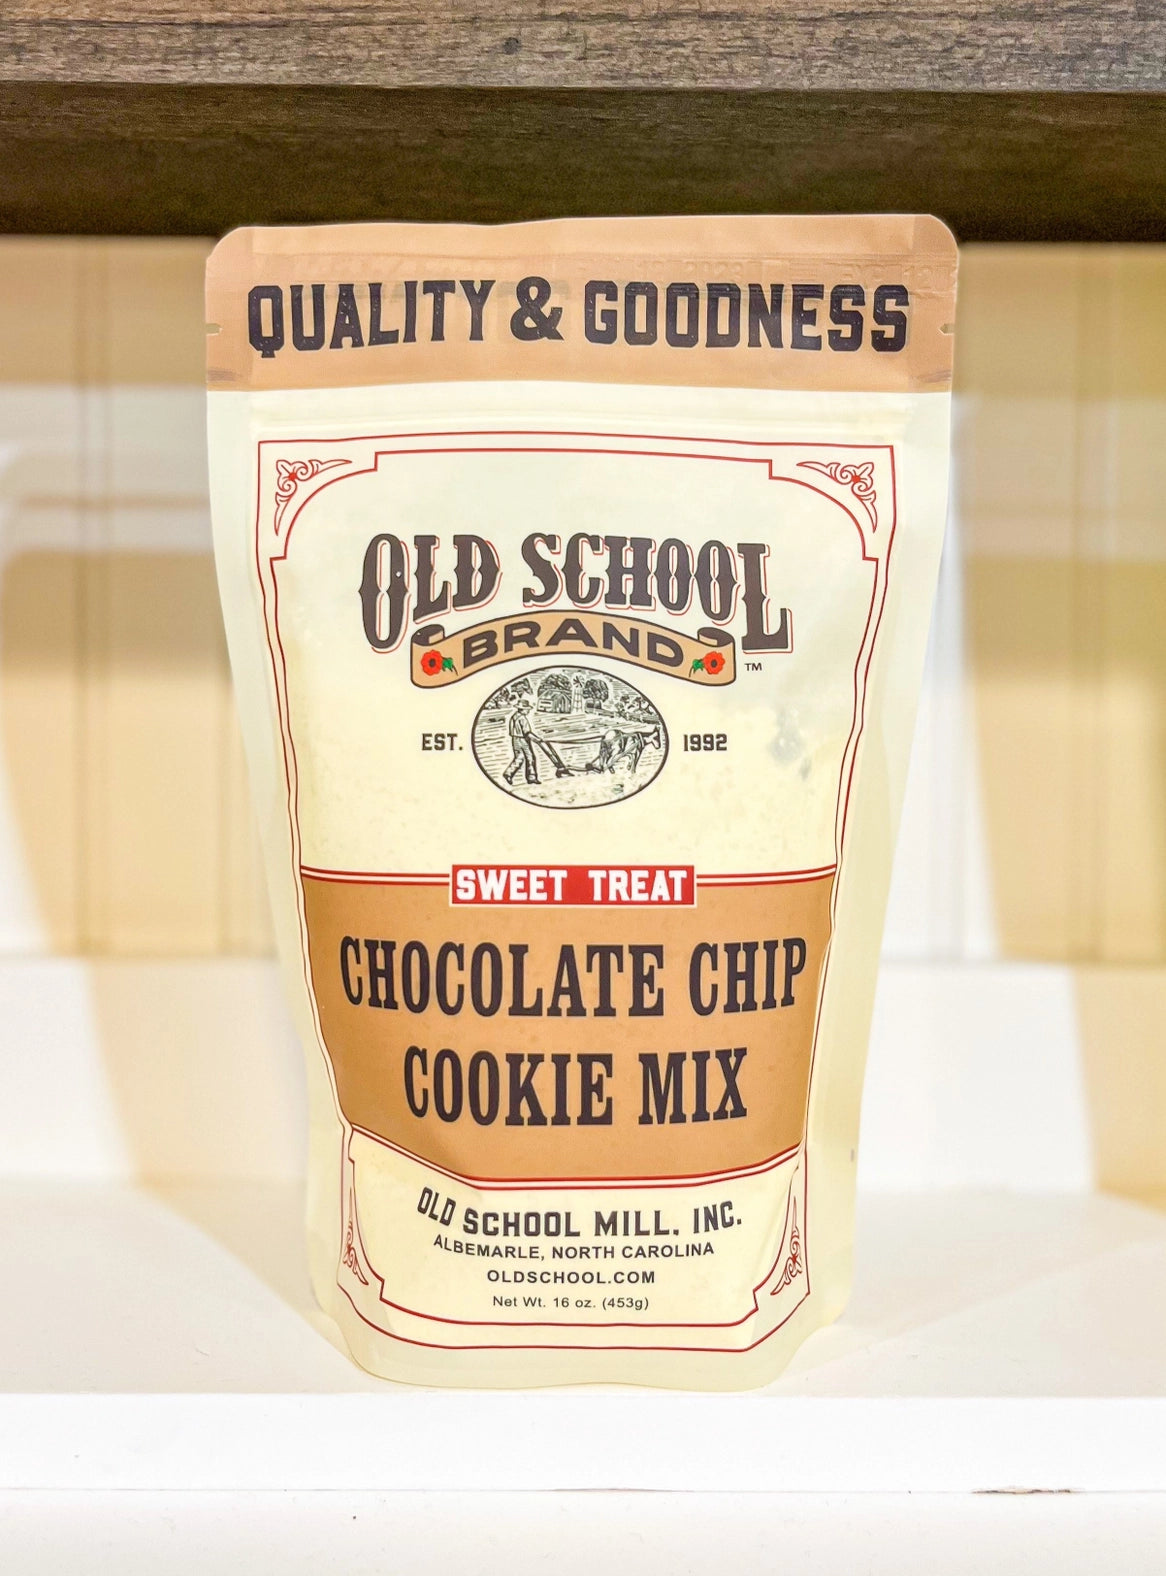 QUALITY & GOODNESS
OLD SCHOOL
BRAND
TM
EST. 1992
SWEET TREAT
CHOCOLATE CHIP
COOKIE MIX
OLD SCHOOL MILL, INC.
ALBEMARLE, NORTH CAROLINA
OLDSCHOOL.COM
Net Wt. 16 oz. (453g)